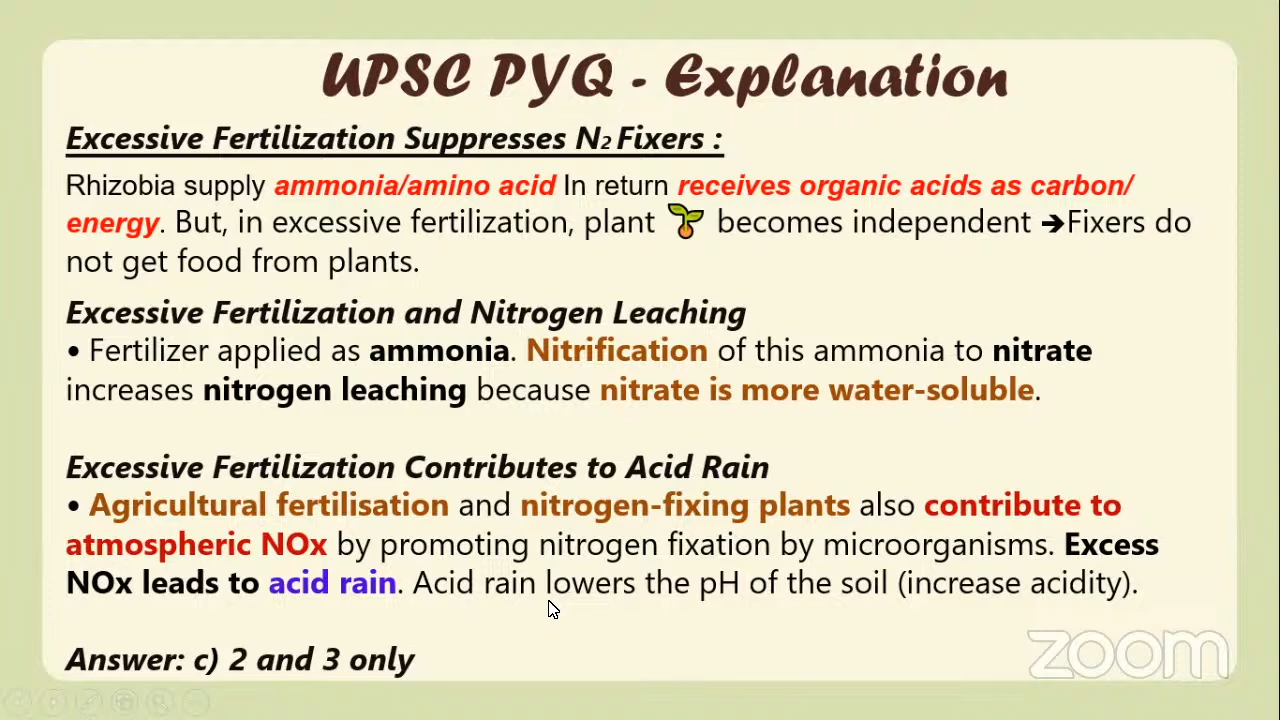 UPSC PYQ - Explanation
Excessive Fertilization Suppresses N₂ Fixers :
Rhizobia supply ammonia/amino acid In return receives organic acids as carbon/
energy. But, in excessive fertilization, plant 🌱 becomes independent ➔Fixers do
not get food from plants.
Excessive Fertilization and Nitrogen Leaching
• Fertilizer applied as ammonia. Nitrification of this ammonia to nitrate
increases nitrogen leaching because nitrate is more water-soluble.
Excessive Fertilization Contributes to Acid Rain
• Agricultural fertilisation and nitrogen-fixing plants also contribute to
atmospheric NOx by promoting nitrogen fixation by microorganisms. Excess
NOx leads to acid rain. Acid rain lowers the pH of the soil (increase acidity).
Answer: c) 2 and 3 only
zoom